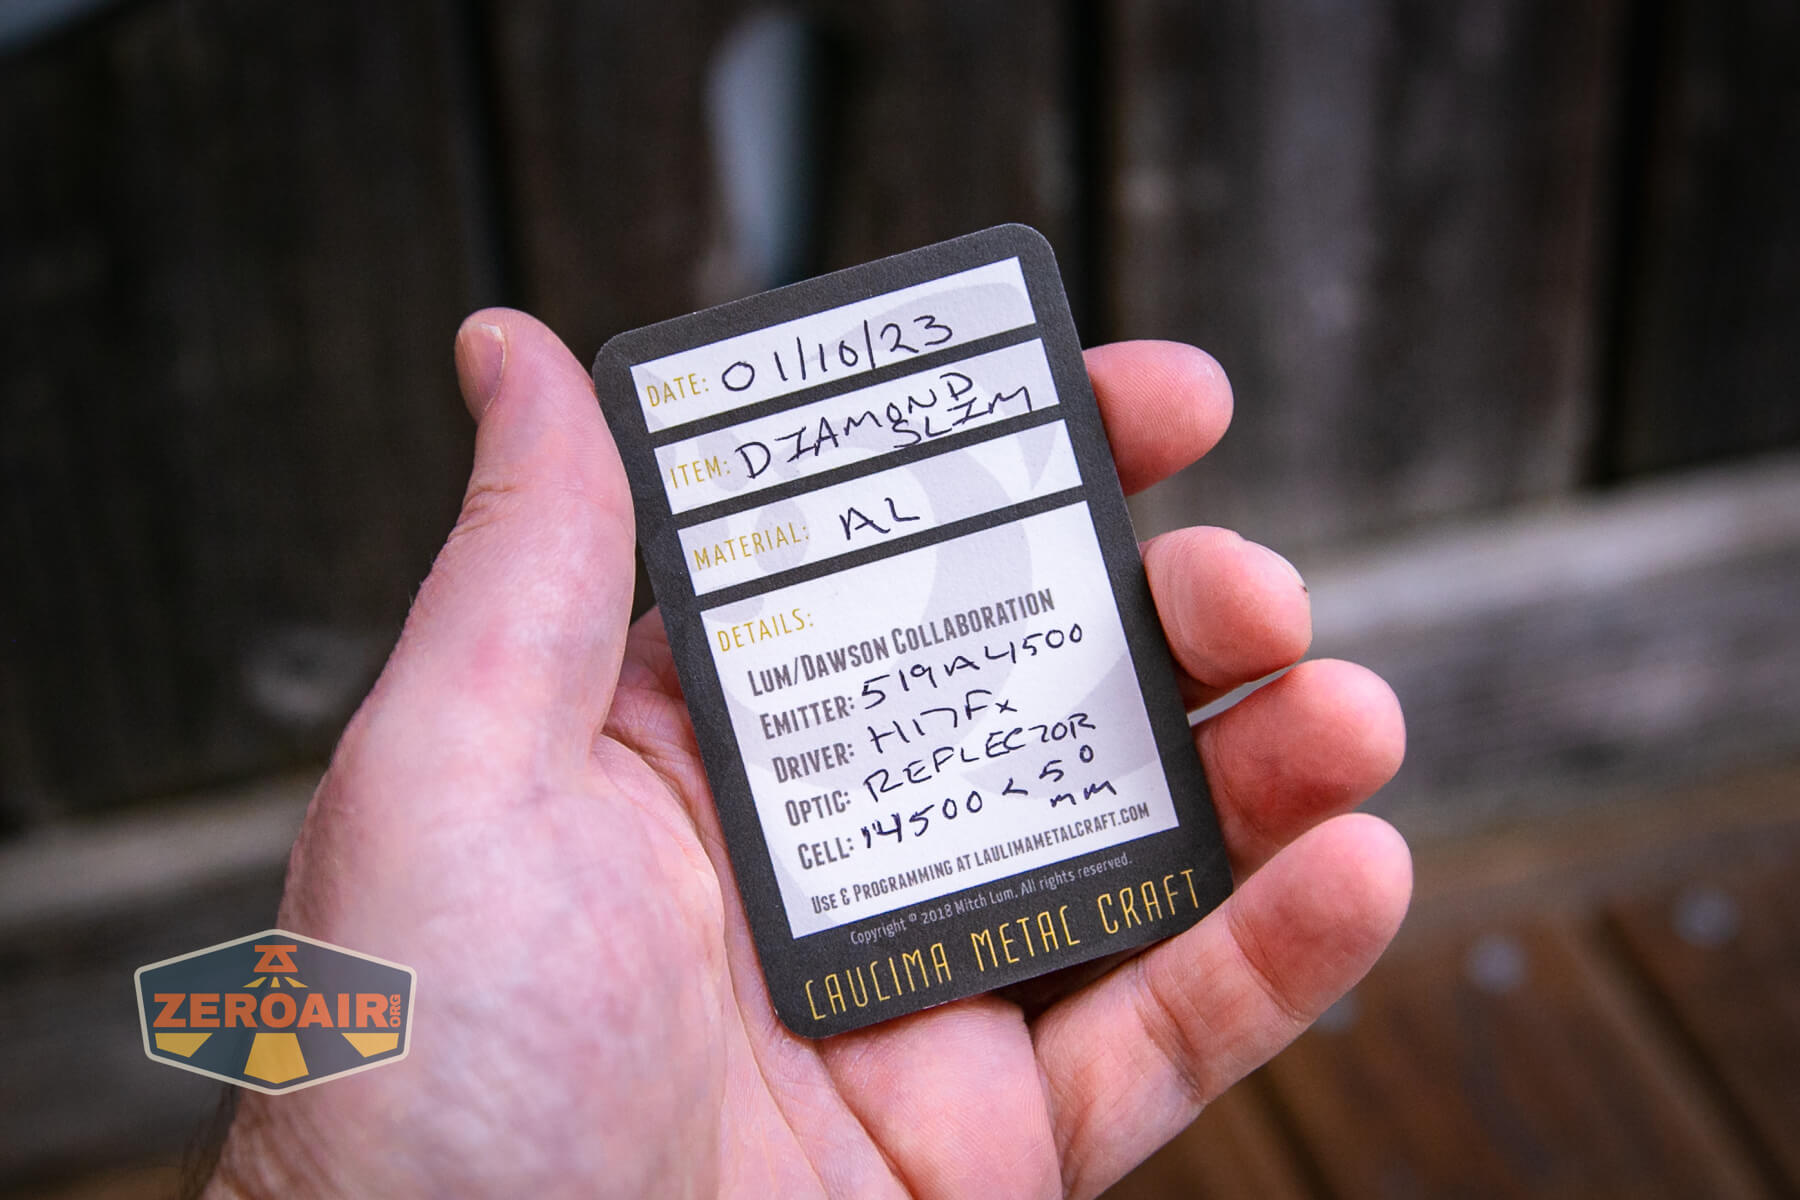 DATE: 01/10/23
ITEM: DIAMOND
SLIM
MATERIAL: AL
DETAILS:
LUM/DAWSON COLLABORATION
EMITTER: 519A 4500
DRIVER: H17Fx
OPTIC: REFLECTOR
CELL: 14500 < 50
mm
USE & PROGRAMMING AT LAULIMAMETALCRAFT.COM
Copyright © 2018 Mitch Lum. All rights reserved.
LAULIMA METAL CRAFT
ZEROAIR.ORG